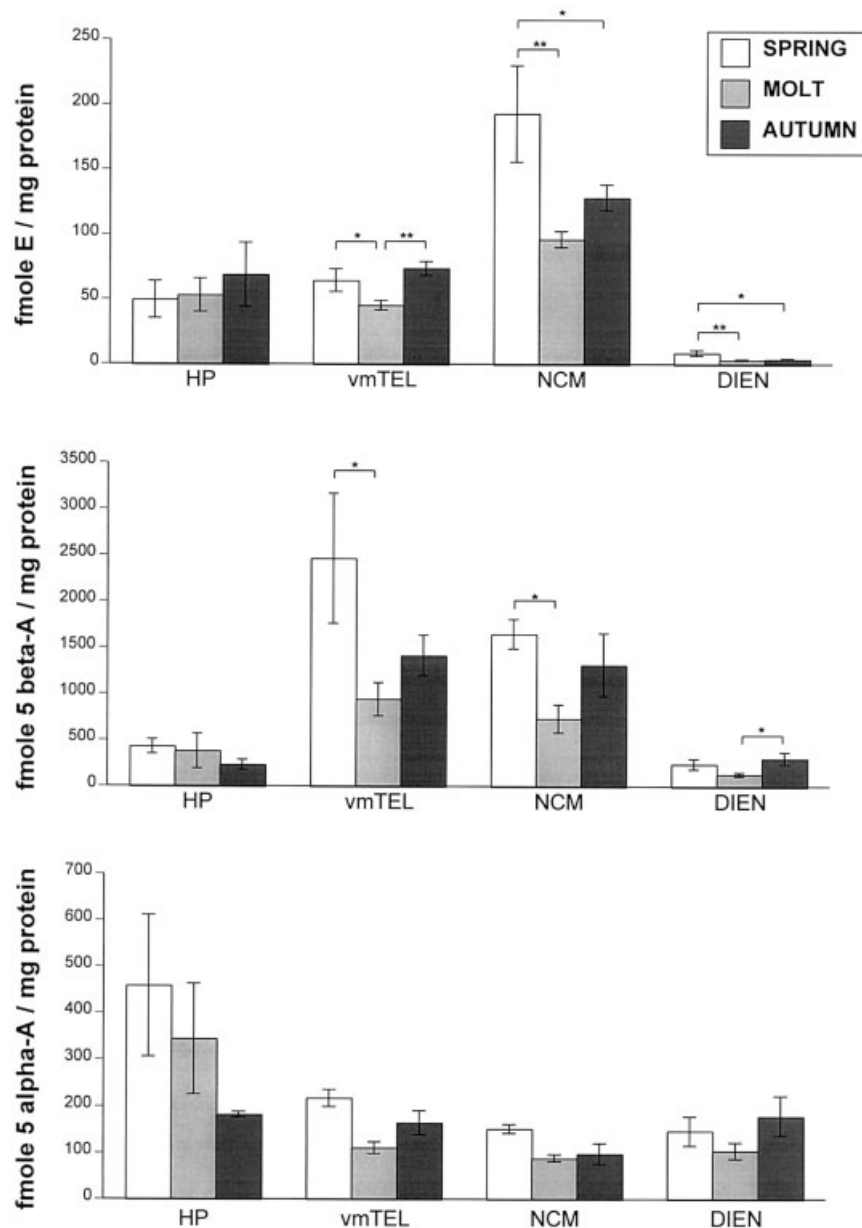 fmole E / mg protein
250
200
150
100
50
0
* ** ** * * **
HP vmTEL NCM DIEN
SPRING
MOLT
AUTUMN
fmole 5 beta-A / mg protein
3500
3000
2500
2000
1500
1000
500
0
* * *
HP vmTEL NCM DIEN
fmole 5 alpha-A / mg protein
700
600
500
400
300
200
100
0
HP vmTEL NCM DIEN